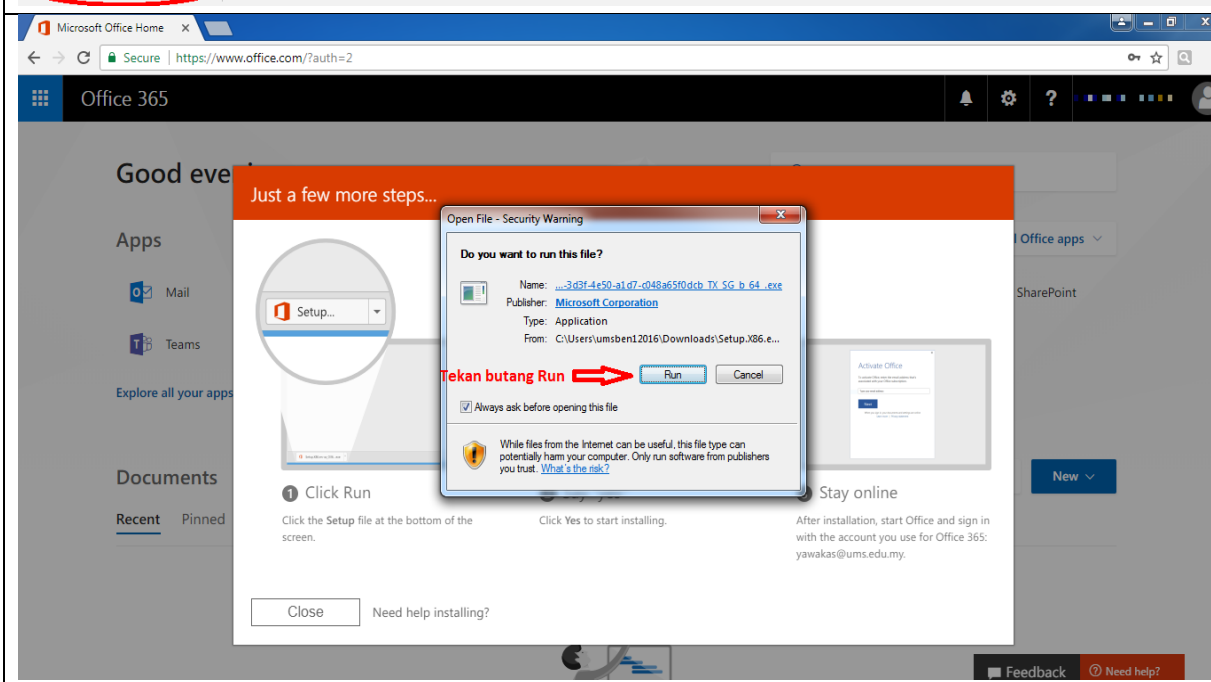 Microsoft Office Home
Secure | https://www.office.com/?auth=2
Office 365
?
Good eve
Just a few more steps...
Open File - Security Warning
Do you want to run this file?
Name: ...-3d3f-4e50-a1d7-c048a65f0dcb_TX_SG_b_64_.exe
Publisher: Microsoft Corporation
Type: Application
From: C:\Users\umsben12016\Downloads\Setup.X86.e...
Tekan butang Run
Run
Cancel
Always ask before opening this file
While files from the Internet can be useful, this file type can
potentially harm your computer. Only run software from publishers
you trust. What's the risk?
Apps
Office apps
Mail
SharePoint
Setup...
Teams
Activate Office
Explore all your apps
Documents
New
Recent Pinned
1 Click Run
Click the Setup file at the bottom of the
screen.
Click Yes to start installing.
Stay online
After installation, start Office and sign in
with the account you use for Office 365:
yawakas@ums.edu.my.
Close
Need help installing?
Feedback
? Need help?